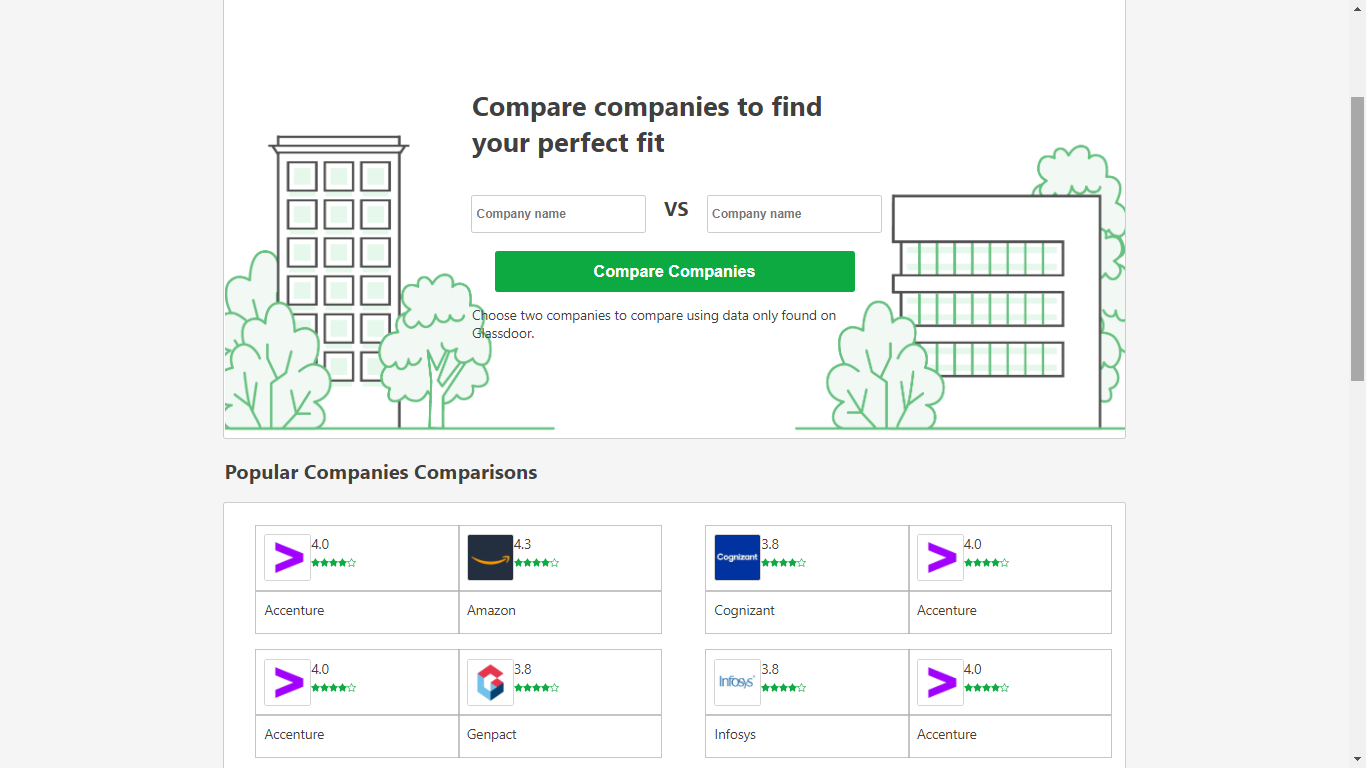 Compare companies to find
your perfect fit
Company name
VS
Company name
Compare Companies
Choose two companies to compare using data only found on
Glassdoor.
Popular Companies Comparisons
4.0
4.3
Accenture
Amazon
Cognizant
3.8
4.0
Cognizant
Accenture
4.0
3.8
Accenture
Genpact
Infosys
3.8
4.0
Infosys
Accenture